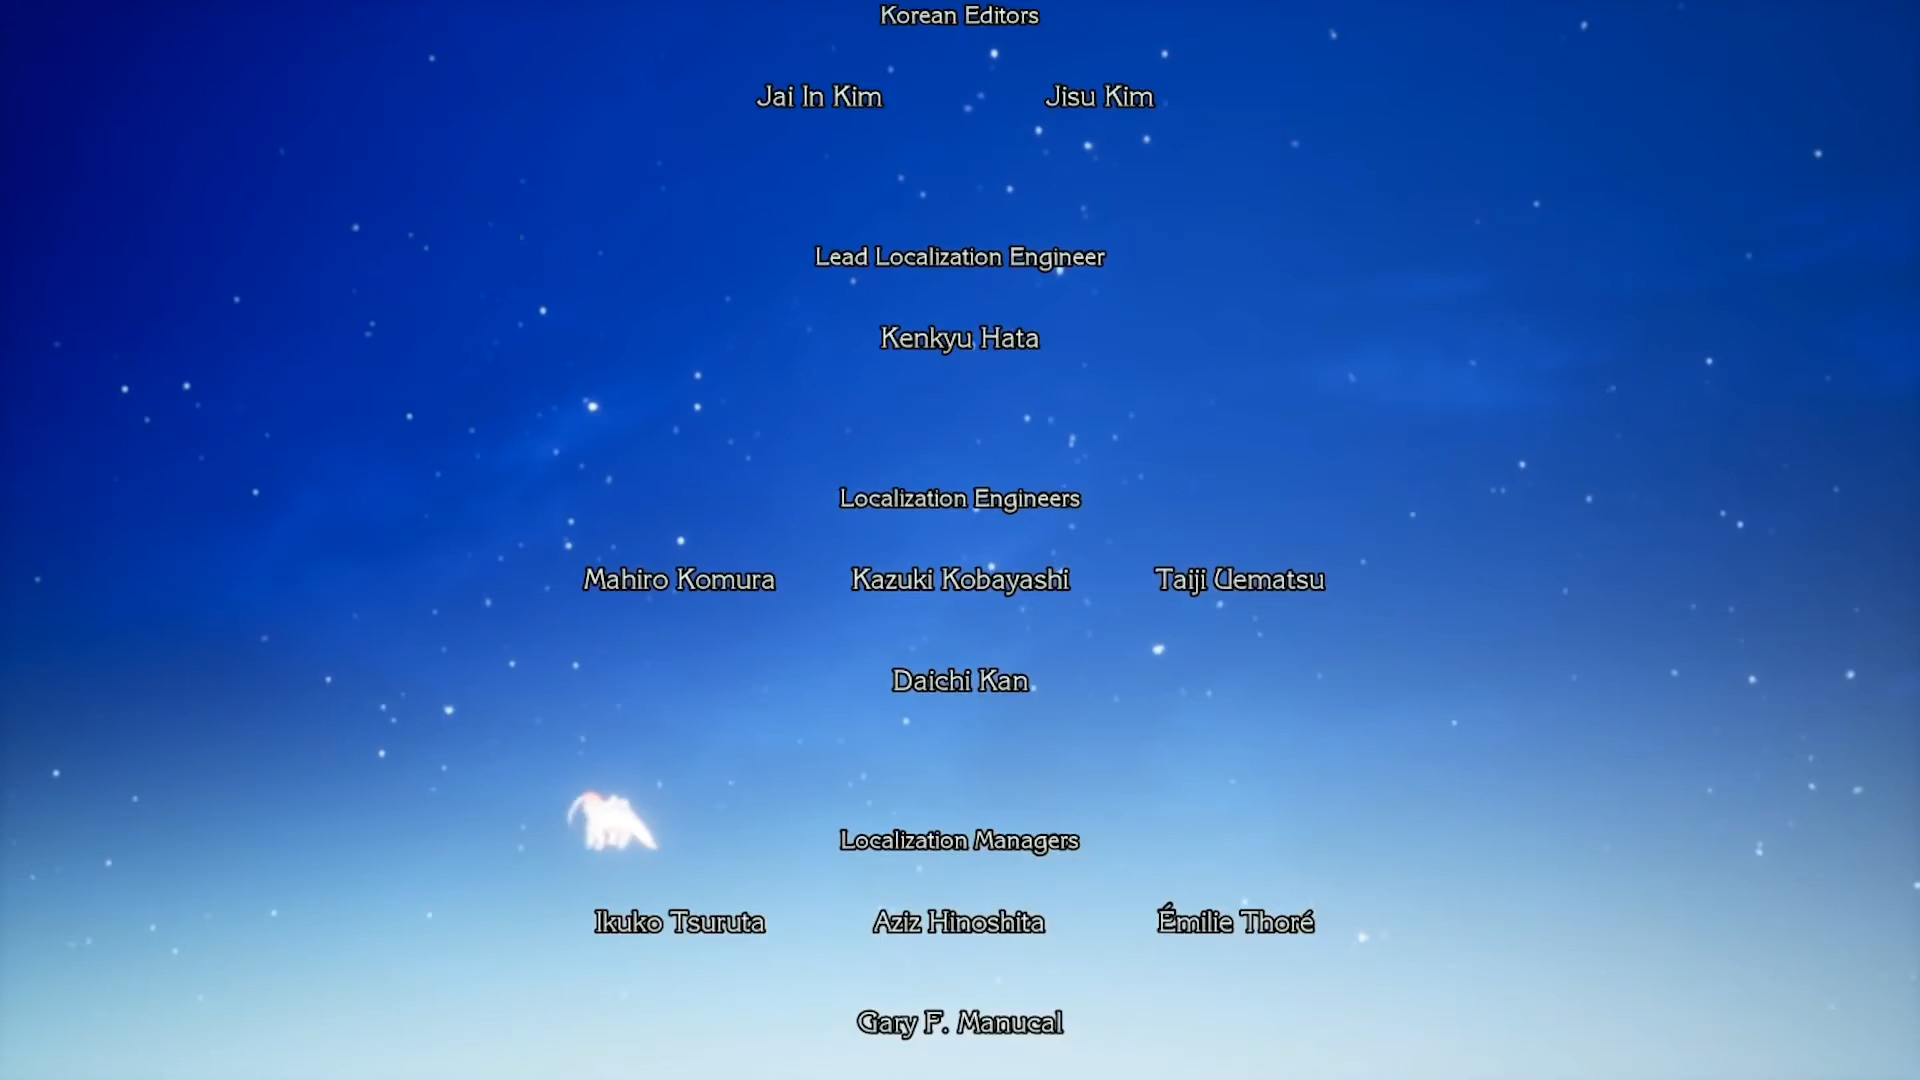 Korean Editors
Jai In Kim Jisu Kim
Lead Localization Engineer
Kenkyu Hata
Localization Engineers
Mahiro Komura Kazuki Kobayashi Taiji Uematsu
Daichi Kan
Localization Managers
Ikuko Tsuruta Aziz Hinoshita Émilie Thoré
Gary F. Manucal